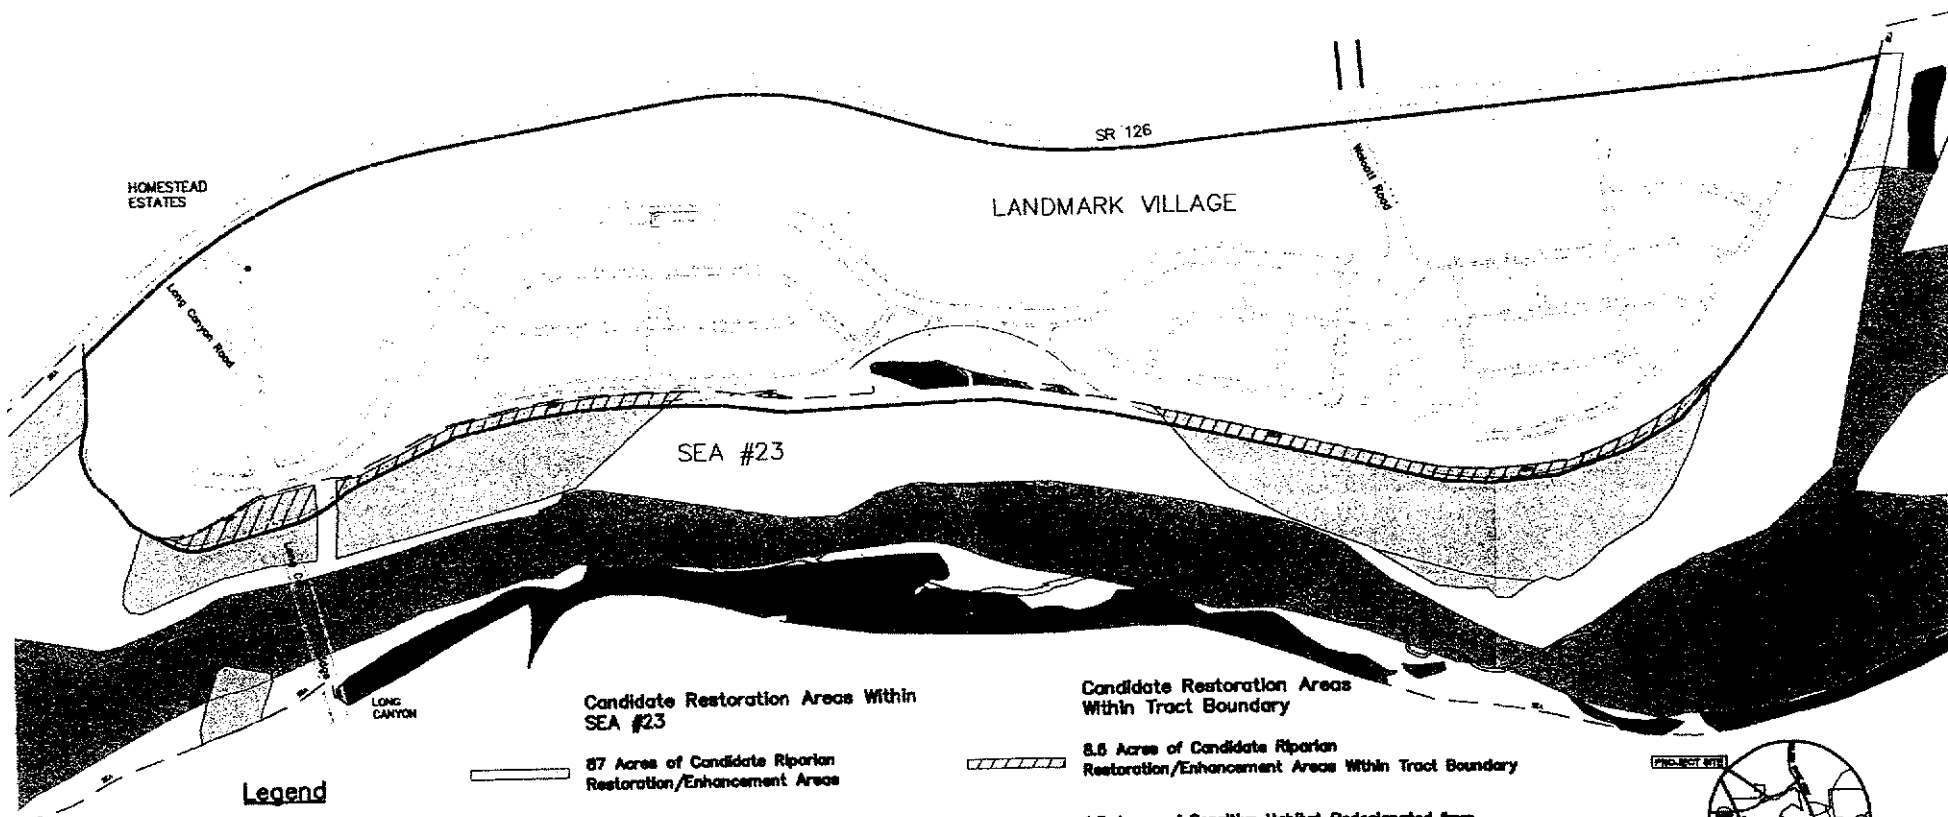 SR 126
HOMESTEAD
ESTATES
LANDMARK VILLAGE
Wolcott Road
Long Canyon Road
SEA #23
LONG
CANYON
Candidate Restoration Areas Within
SEA #23
Candidate Restoration Areas
Within Tract Boundary
87 Acres of Candidate Riparian
Restoration/Enhancement Areas
8.6 Acres of Candidate Riparian
Restoration/Enhancement Areas Within Tract Boundary
PROJECT SITE
Legend